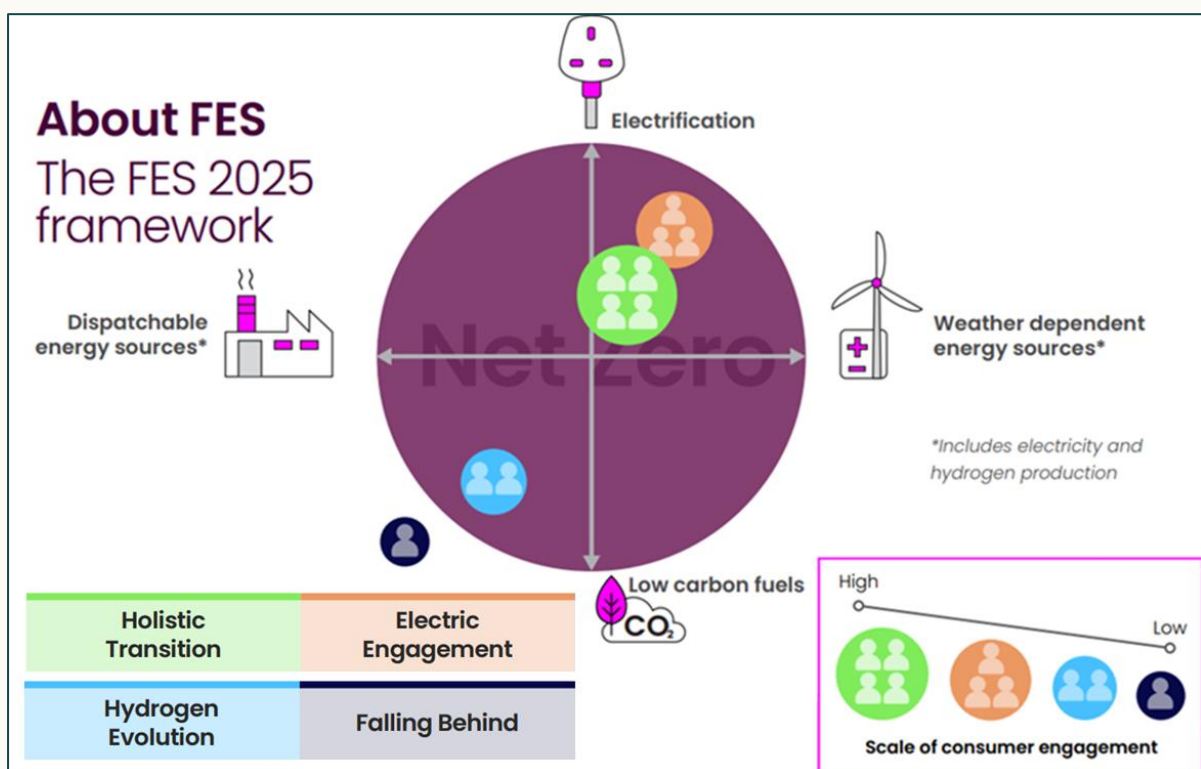 About FES
The FES 2025
framework
Electrification
Dispatchable
energy sources*
Net Zero
Weather dependent
energy sources*
*Includes electricity and
hydrogen production
Low carbon fuels
CO₂
Holistic
Transition
Electric
Engagement
Hydrogen
Evolution
Falling Behind
High
Low
Scale of consumer engagement